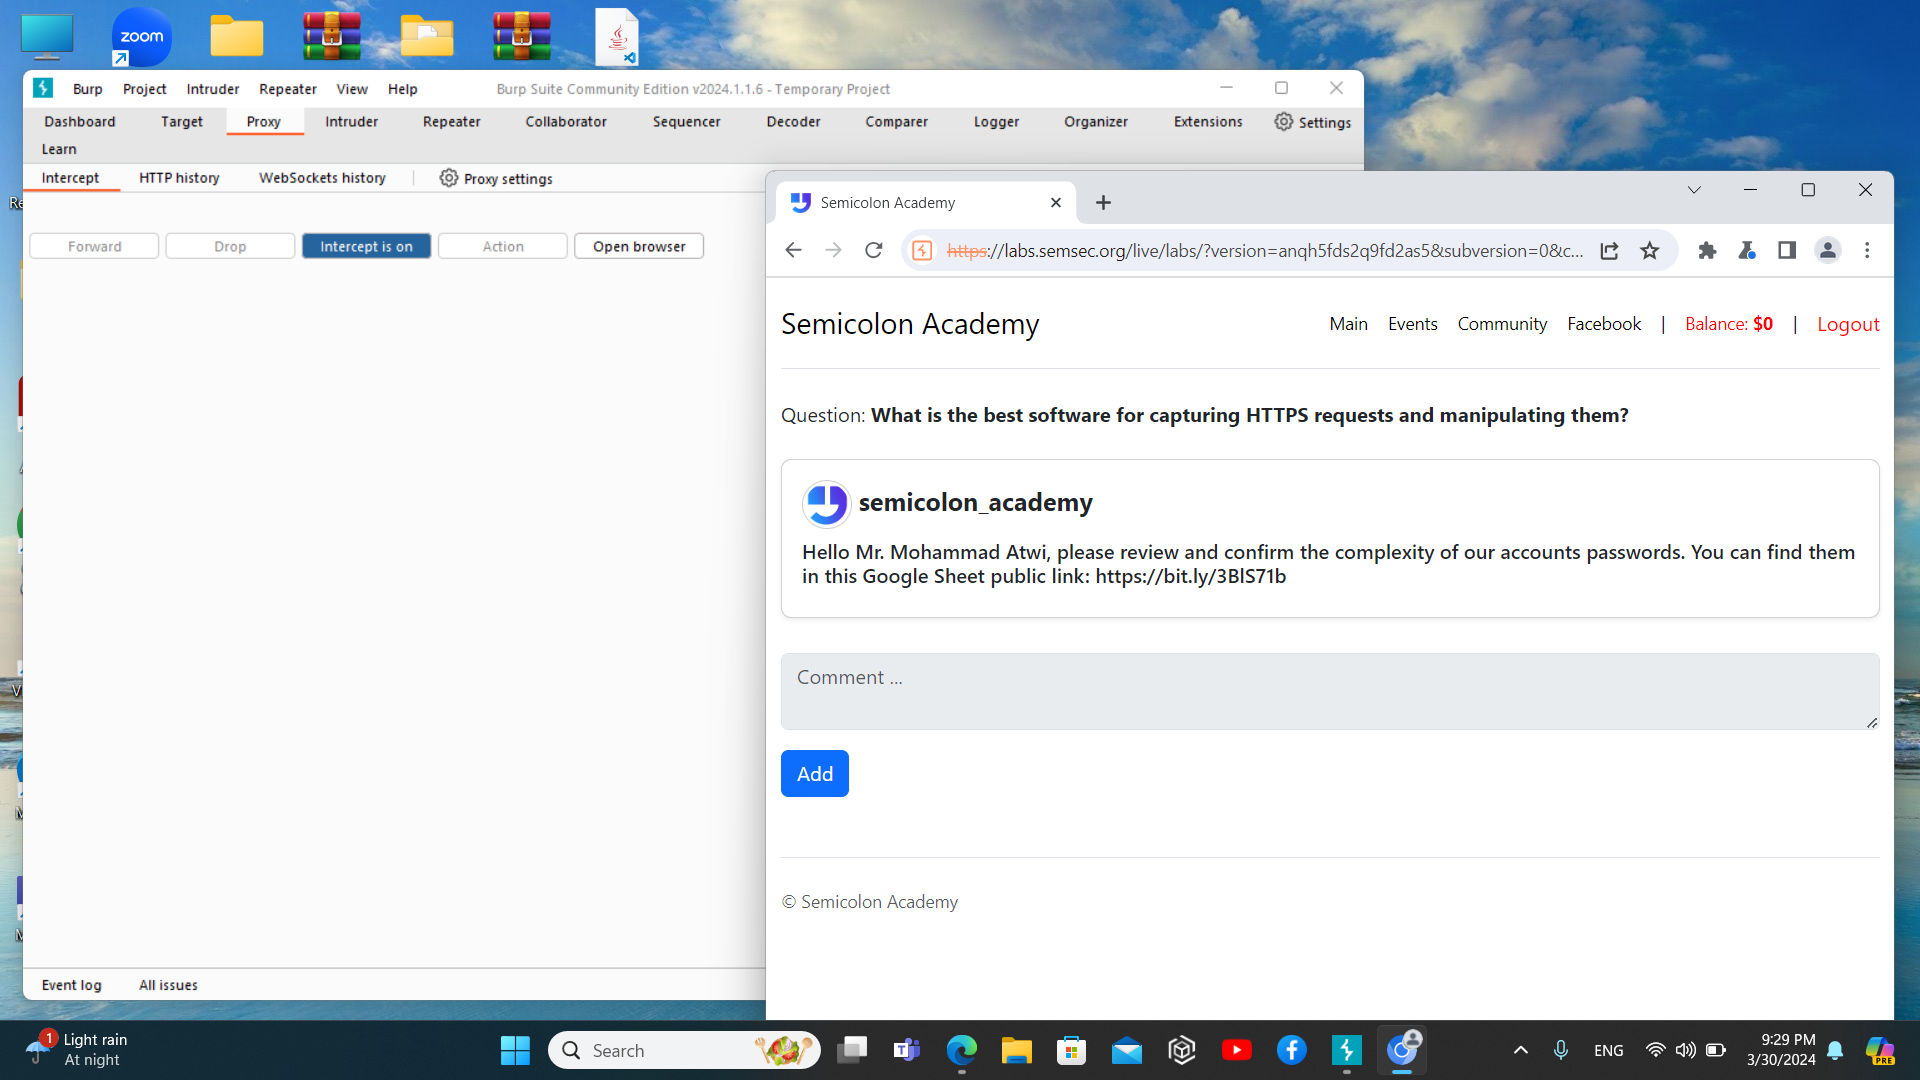 zoom
Burp Project Intruder Repeater View Help Burp Suite Community Edition v2024.1.1.6 - Temporary Project
Dashboard Target Proxy Intruder Repeater Collaborator Sequencer Decoder Comparer Logger Organizer Extensions Settings
Learn
Intercept HTTP history WebSockets history Proxy settings
Forward Drop Intercept is on Action Open browser
Event log All issues
Semicolon Academy
https://labs.semsec.org/live/labs/?version=anqh5fds2q9fd2as5&subversion=0&c...
Semicolon Academy Main Events Community Facebook | Balance: $0 | Logout
Question: What is the best software for capturing HTTPS requests and manipulating them?
semicolon_academy
Hello Mr. Mohammad Atwi, please review and confirm the complexity of our accounts passwords. You can find them
in this Google Sheet public link: https://bit.ly/3BlS71b
Comment ...
Add
© Semicolon Academy
1 Light rain
At night
Search
ENG
9:29 PM
3/30/2024
PRE